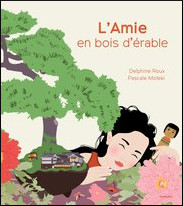 L'Amie
en bois d'érable
Delphine Roux
Pascale Moteki